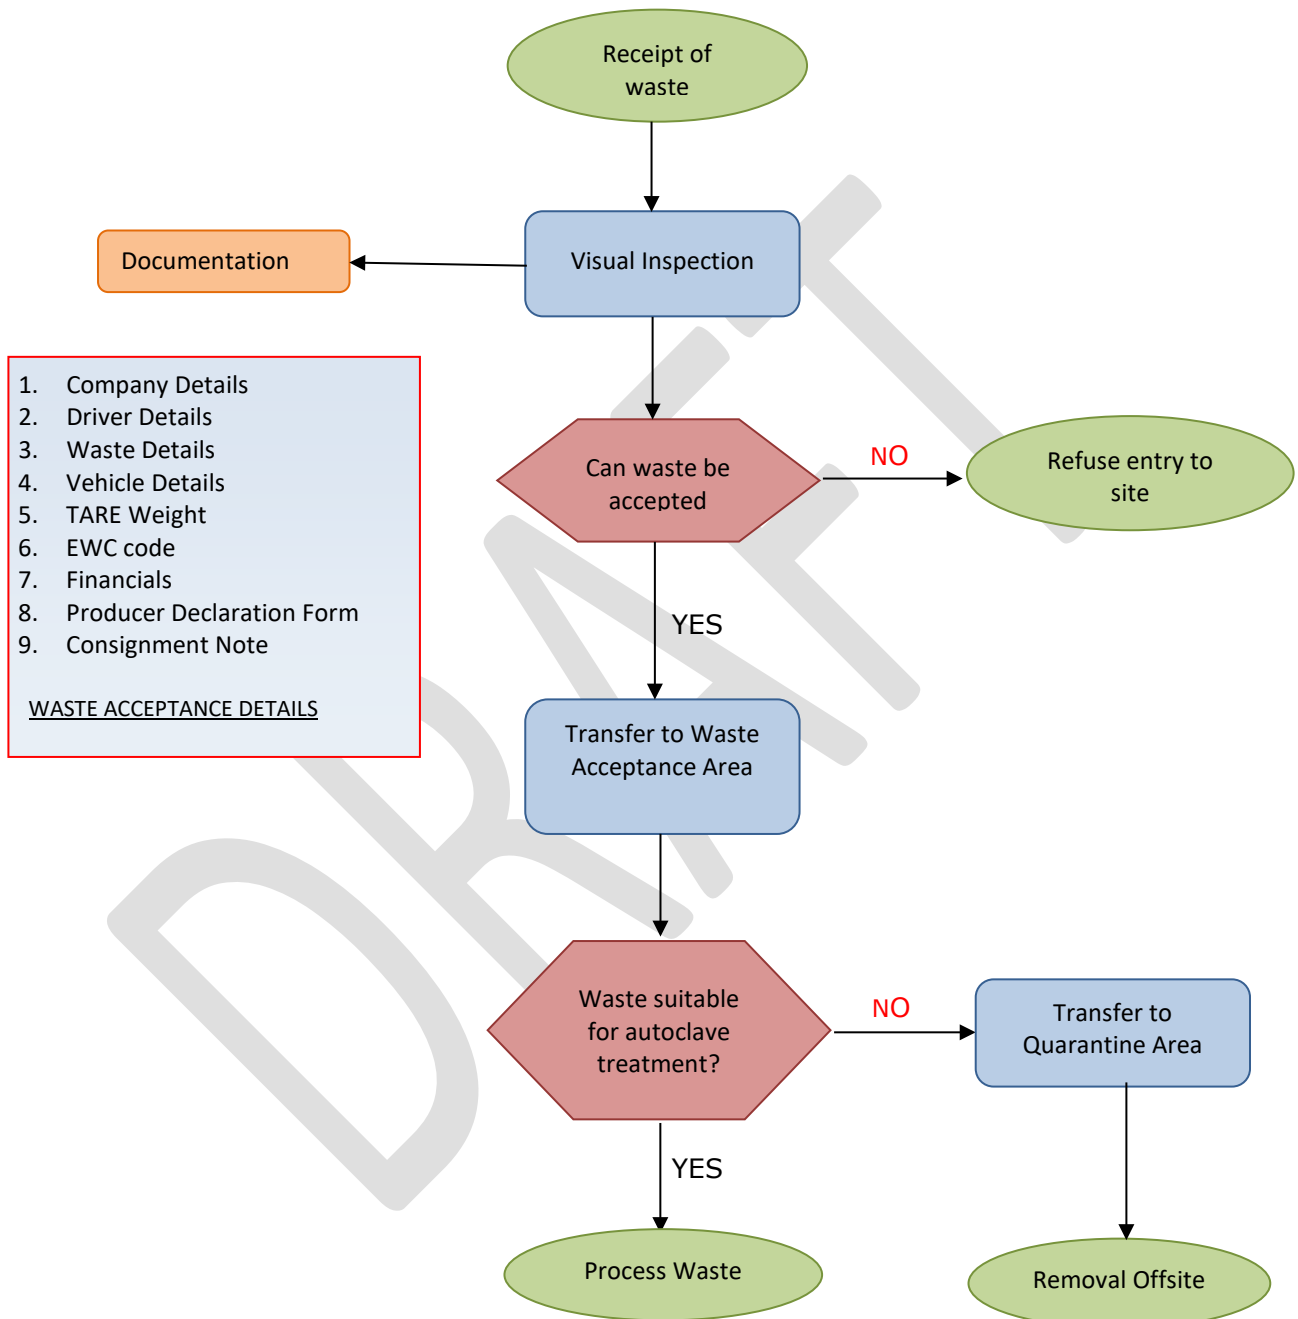 Receipt of
waste
Documentation
Visual Inspection
1. Company Details
2. Driver Details
3. Waste Details
4. Vehicle Details
5. TARE Weight
6. EWC code
7. Financials
8. Producer Declaration Form
9. Consignment Note
WASTE ACCEPTANCE DETAILS
Can waste be
accepted
NO
Refuse entry to
site
YES
Transfer to Waste
Acceptance Area
Waste suitable
for autoclave
treatment?
NO
Transfer to
Quarantine Area
YES
Process Waste
Removal Offsite
DRAFT